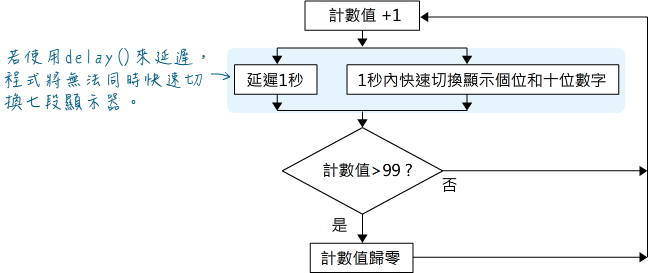 計數值 +1
若使用delay()來延遲，
程式將無法同時快速切
換七段顯示器。
延遲1秒
1秒內快速切換顯示個位和十位數字
計數值>99？
否
是
計數值歸零